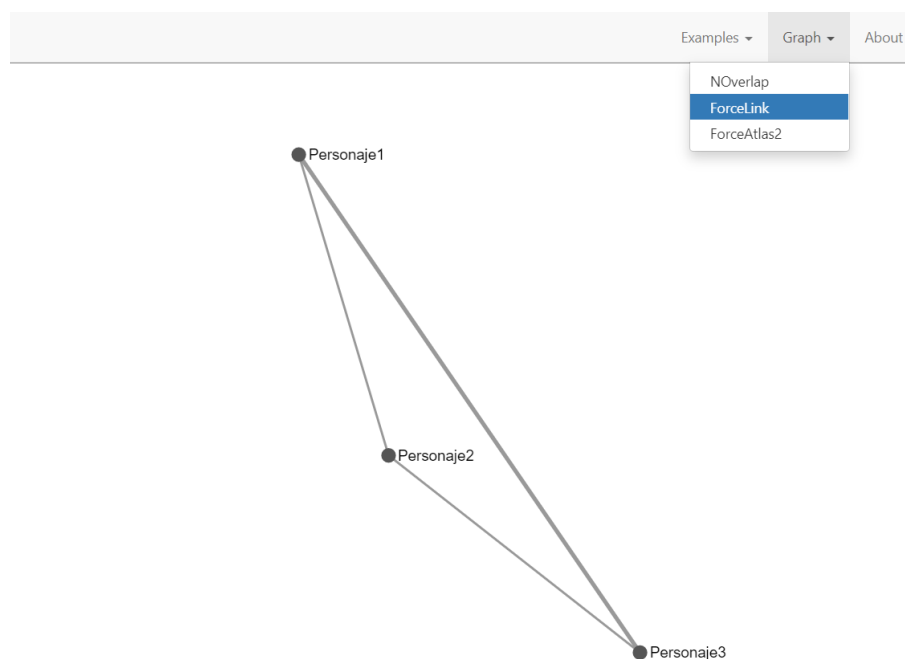 Examples Graph About
NOverlap
ForceLink
ForceAtlas2
Personaje1
Personaje2
Personaje3